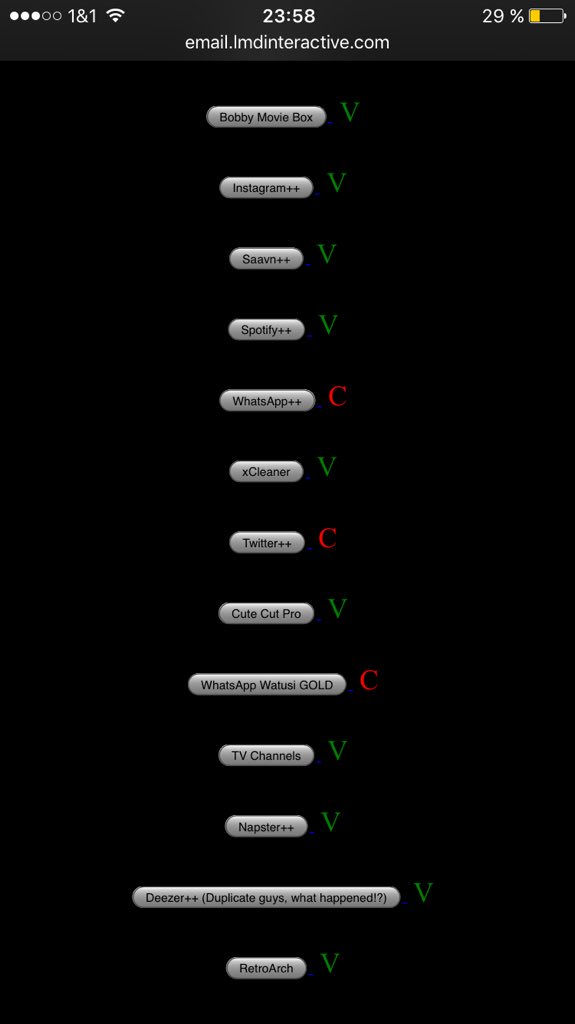 1&1 23:58 29 %
email.lmdinteractive.com
Bobby Movie Box V
Instagram++ V
Saavn++ V
Spotify++ V
WhatsApp++ C
xCleaner V
Twitter++ C
Cute Cut Pro V
WhatsApp Watusi GOLD C
TV Channels V
Napster++ V
Deezer++ (Duplicate guys, what happened!?) V
RetroArch V